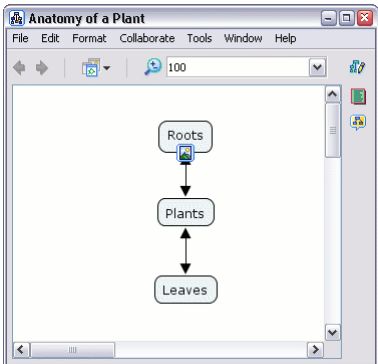 Anatomy of a Plant
File Edit Format Collaborate Tools Window Help
100
Roots
Plants
Leaves